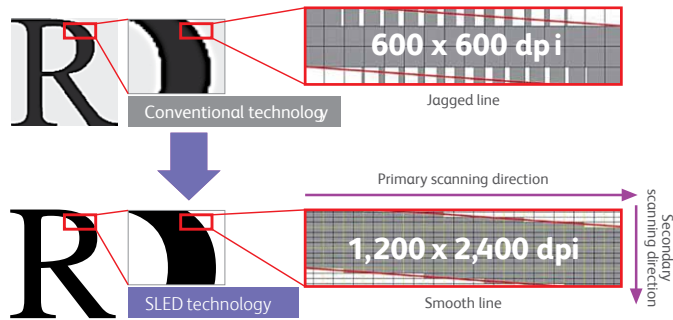 R
600 x 600 dpi
Conventional technology
Jagged line
Primary scanning direction
Secondary
scanning direction
R
1,200 x 2,400 dpi
SLED technology
Smooth line